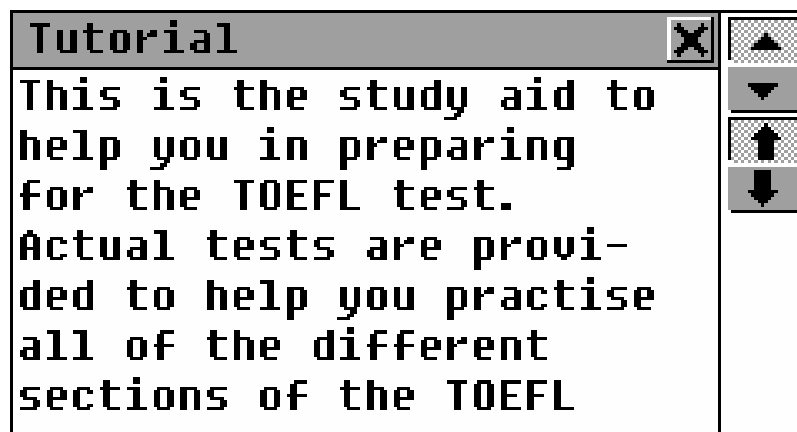 Tutorial
This is the study aid to
help you in preparing
for the TOEFL test.
Actual tests are provi-
ded to help you practise
all of the different
sections of the TOEFL